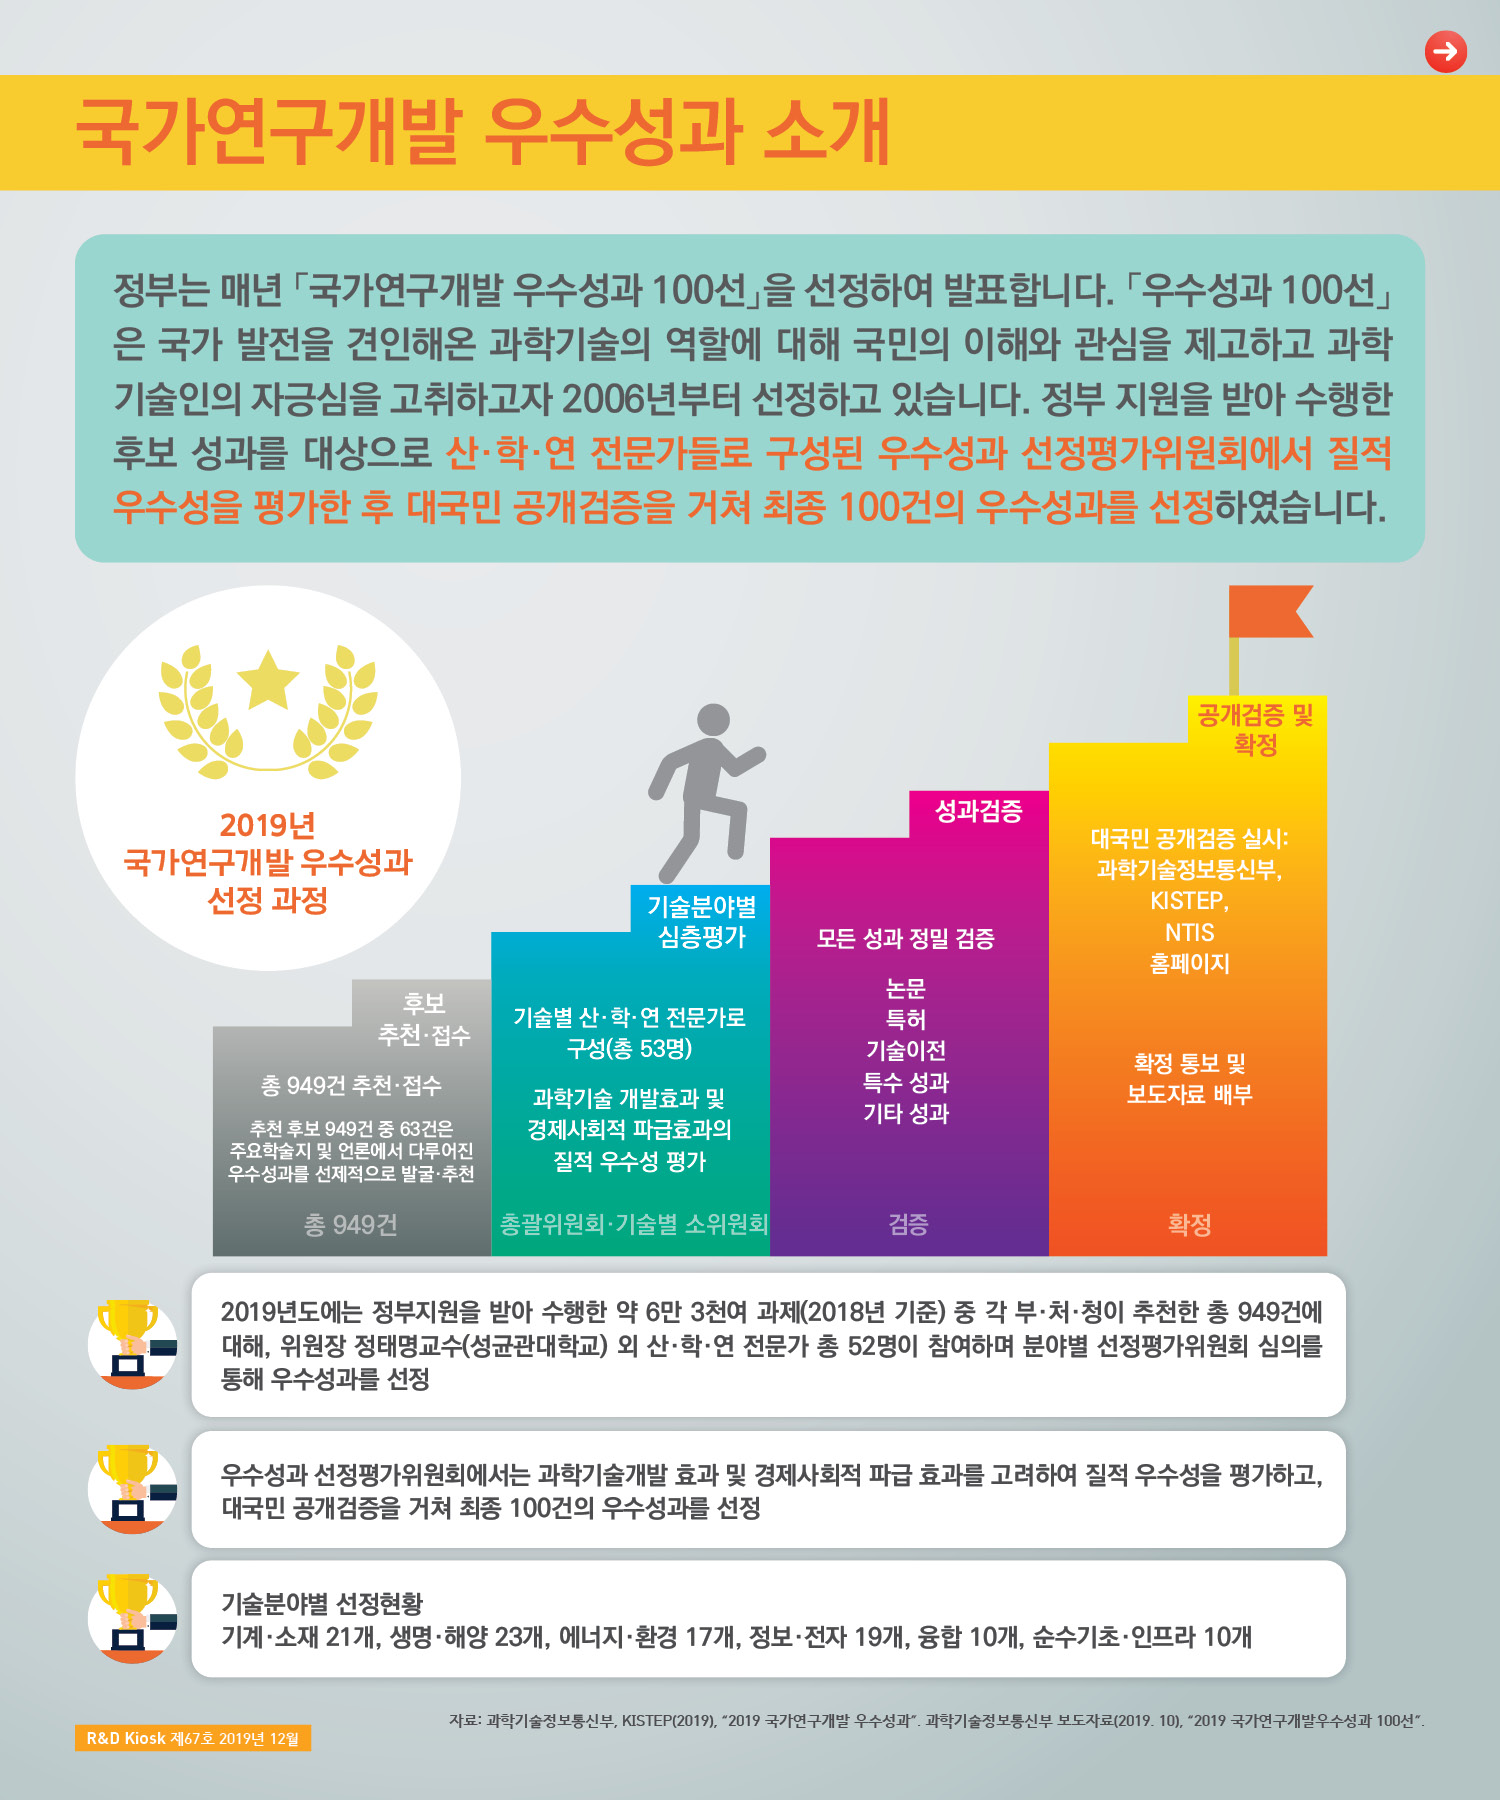 국가연구개발 우수성과 소개
정부는 매년 「국가연구개발 우수성과 100선」을 선정하여 발표합니다. 「우수성과 100선」
은 국가 발전을 견인해온 과학기술의 역할에 대해 국민의 이해와 관심을 제고하고 과학
기술인의 자긍심을 고취하고자 2006년부터 선정하고 있습니다. 정부 지원을 받아 수행한
후보 성과를 대상으로 산·학·연 전문가들로 구성된 우수성과 선정평가위원회에서 질적
우수성을 평가한 후 대국민 공개검증을 거쳐 최종 100건의 우수성과를 선정하였습니다.
2019년
국가연구개발 우수성과
선정 과정
후보
추천·접수
총 949건 추천·접수
추천 후보 949건 중 63건은
주요학술지 및 언론에서 다루어진
우수성과를 선제적으로 발굴·추천
총 949건
기술분야별
심층평가
기술별 산·학·연 전문가로
구성(총 53명)
과학기술 개발효과 및
경제사회적 파급효과의
질적 우수성 평가
총괄위원회·기술별 소위원회
성과검증
모든 성과 정밀 검증
논문
특허
기술이전
특수 성과
기타 성과
검증
공개검증 및
확정
대국민 공개검증 실시:
과학기술정보통신부,
KISTEP,
NTIS
홈페이지
확정 통보 및
보도자료 배부
확정
2019년도에는 정부지원을 받아 수행한 약 6만 3천여 과제(2018년 기준) 중 각 부·처·청이 추천한 총 949건에
대해, 위원장 정태명교수(성균관대학교) 외 산·학·연 전문가 총 52명이 참여하며 분야별 선정평가위원회 심의를
통해 우수성과를 선정
우수성과 선정평가위원회에서는 과학기술개발 효과 및 경제사회적 파급 효과를 고려하여 질적 우수성을 평가하고,
대국민 공개검증을 거쳐 최종 100건의 우수성과를 선정
기술분야별 선정현황
기계·소재 21개, 생명·해양 23개, 에너지·환경 17개, 정보·전자 19개, 융합 10개, 순수기초·인프라 10개
자료: 과학기술정보통신부, KISTEP(2019), “2019 국가연구개발 우수성과”. 과학기술정보통신부 보도자료(2019. 10), “2019 국가연구개발우수성과 100선”.
R&D Kiosk 제67호 2019년 12월